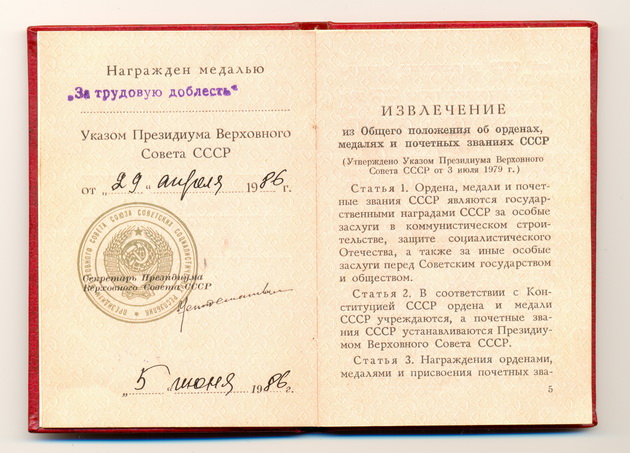 Награжден медалью
„За трудовую доблесть“
Указом Президиума Верховного
Совета СССР
от „29„ апреля 1986 г.
Секретарь Президиума
Верховного Совета СССР
„5„ июня 1986 г.
ИЗВЛЕЧЕНИЕ
из Общего положения об орденах,
медалях и почетных званиях СССР
(Утверждено Указом Президиума Верховного
Совета СССР от 3 июля 1979 г.)
Статья 1. Ордена, медали и почет-
ные звания СССР являются государ-
ственными наградами СССР за особые
заслуги в коммунистическом строи-
тельстве, защите социалистического
Отечества, а также за иные особые
заслуги перед Советским государством
и обществом.
Статья 2. В соответствии с Кон-
ституцией СССР ордена и медали
СССР учреждаются, а почетные зва-
ния СССР устанавливаются Президиу-
мом Верховного Совета СССР.
Статья 3. Награждения орденами,
медалями и присвоения почетных зва-
5